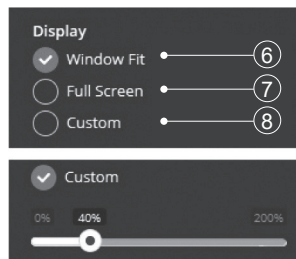 Display
Window Fit 6
Full Screen 7
Custom 8
Custom
0% 40% 200%